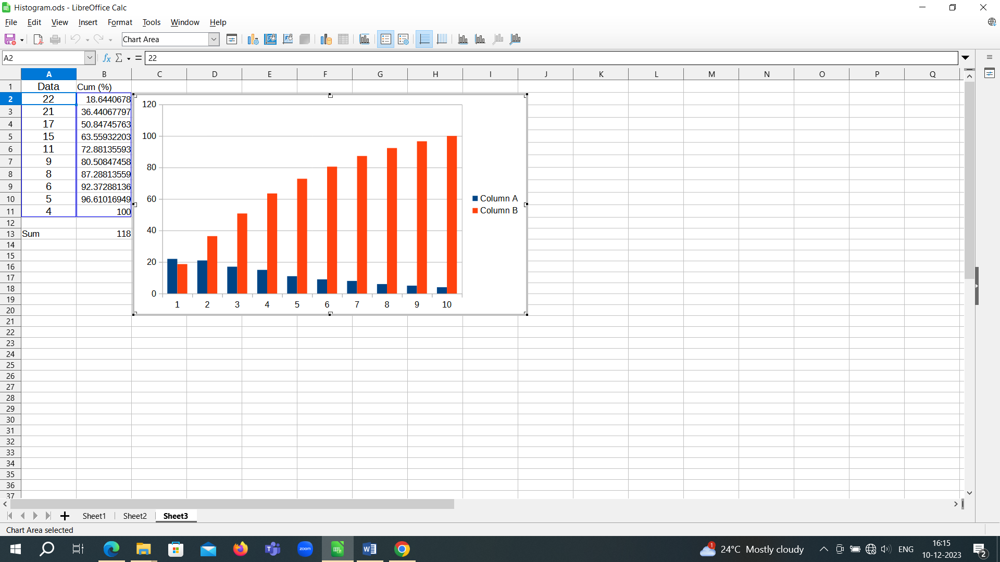 Histogram.ods - LibreOffice Calc
File Edit View Insert Format Tools Window Help
Chart Area
A2 fx Σ = 22
A B C D E F G H I J K L M N O P Q
1 Data Cum (%)
2 22 18.6440678
3 21 36.44067797
4 17 50.84745763
5 15 63.55932203
6 11 72.88135593
7 9 80.50847458
8 8 87.28813559
9 6 92.37288136
10 5 96.61016949
11 4 100
12
13 Sum 118
14
15
16
17
18
19
20
21
22
23
24
25
26
27
28
29
30
31
32
33
34
35
36
37
120
100
80
60
40
20
0
1 2 3 4 5 6 7 8 9 10
Column A
Column B
Sheet1 Sheet2 Sheet3
Chart Area selected
zoom
1 24°C Mostly cloudy ENG 16:15
10-12-2023 2